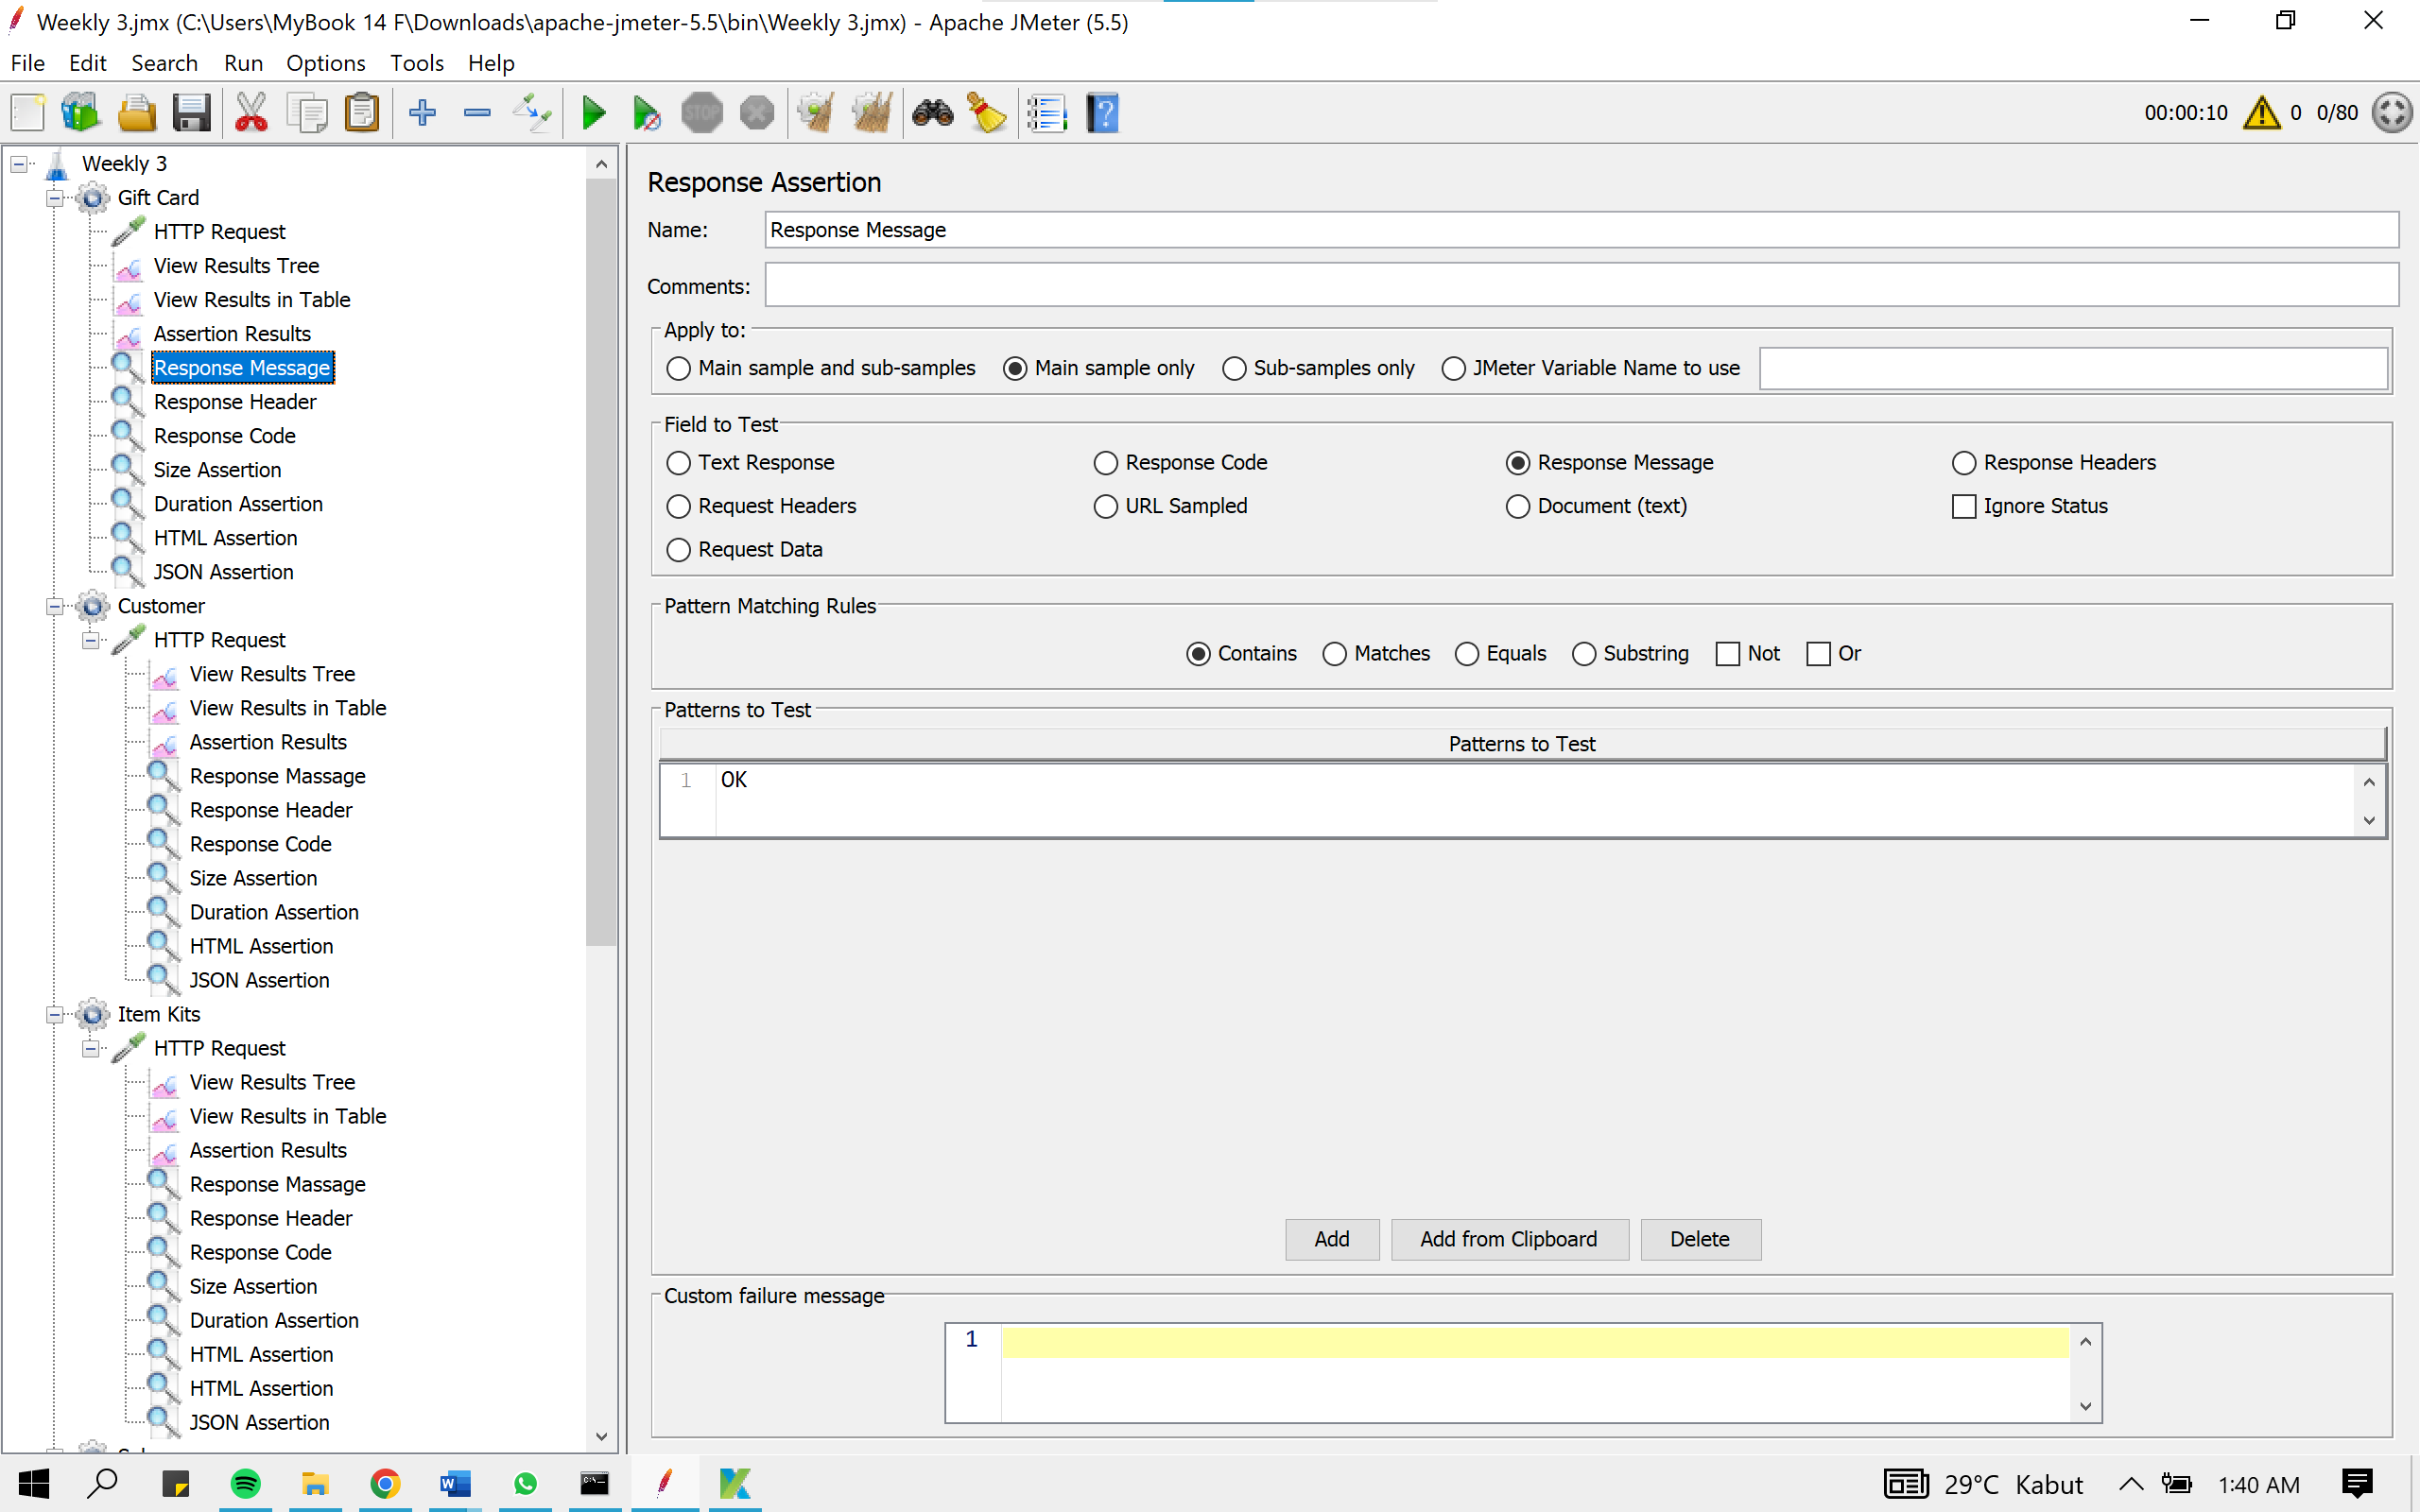 Weekly 3.jmx (C:\Users\MyBook 14 F\Downloads\apache-jmeter-5.5\bin\Weekly 3.jmx) - Apache JMeter (5.5)
File Edit Search Run Options Tools Help
STOP 00:00:10 0 0/80
Weekly 3
Gift Card
HTTP Request
View Results Tree
View Results in Table
Assertion Results
Response Message
Response Header
Response Code
Size Assertion
Duration Assertion
HTML Assertion
JSON Assertion
Customer
HTTP Request
View Results Tree
View Results in Table
Assertion Results
Response Massage
Response Header
Response Code
Size Assertion
Duration Assertion
HTML Assertion
JSON Assertion
Item Kits
HTTP Request
View Results Tree
View Results in Table
Assertion Results
Response Massage
Response Header
Response Code
Size Assertion
Duration Assertion
HTML Assertion
HTML Assertion
JSON Assertion
Response Assertion
Name: Response Message
Comments:
Apply to:
Main sample and sub-samples Main sample only Sub-samples only JMeter Variable Name to use
Field to Test
Text Response Response Code Response Message Response Headers
Request Headers URL Sampled Document (text) Ignore Status
Request Data
Pattern Matching Rules
Contains Matches Equals Substring Not Or
Patterns to Test
Patterns to Test
1 OK
Add Add from Clipboard Delete
Custom failure message
1
29°C Kabut 1:40 AM